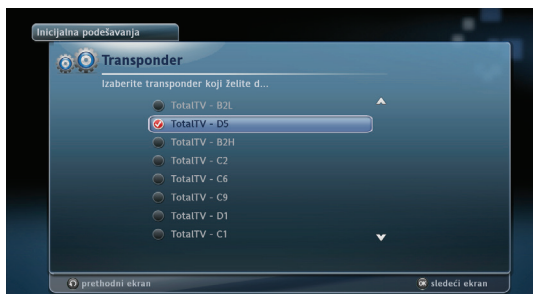 Inicijalna podešavanja
Transponder
Izaberite transponder koji želite d...
TotalTV - B2L
TotalTV - D5
TotalTV - B2H
TotalTV - C2
TotalTV - C6
TotalTV - C9
TotalTV - D1
TotalTV - C1
prethodni ekran
OK sledeći ekran